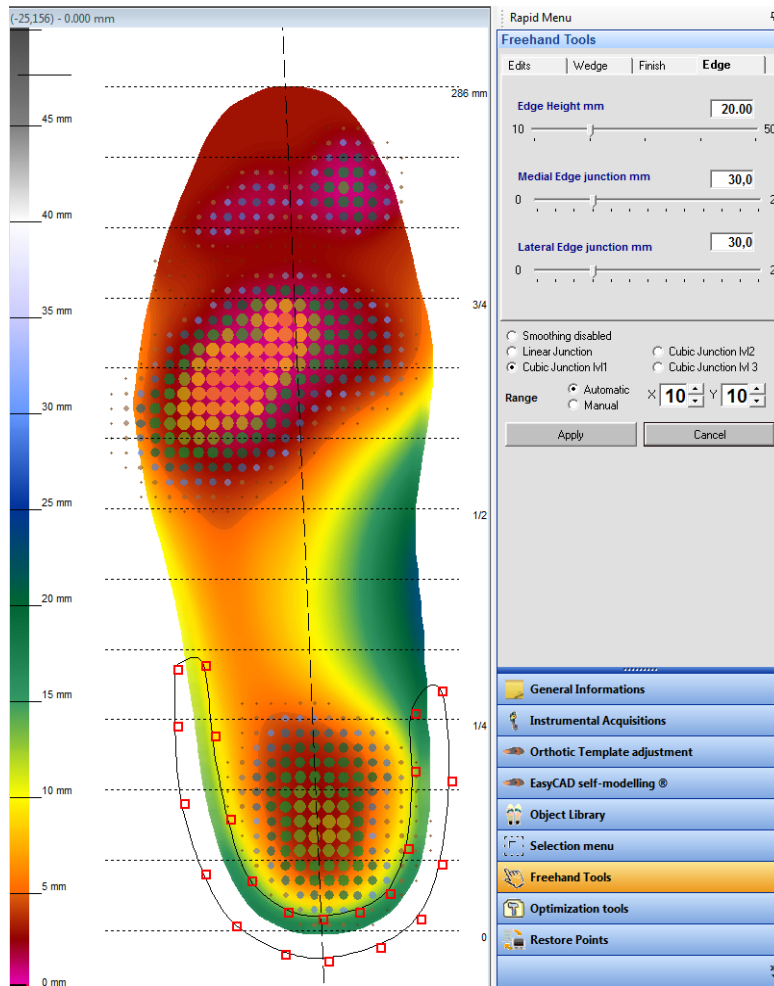 (-25,156) - 0.000 mm
45 mm
40 mm
35 mm
30 mm
25 mm
20 mm
15 mm
10 mm
5 mm
0 mm
286 mm
3/4
1/2
1/4
0
Rapid Menu
Freehand Tools
Edits Wedge Finish Edge
Edge Height mm 20.00
10 50
Medial Edge junction mm 30,0
0 2
Lateral Edge junction mm 30,0
0 2
Smoothing disabled
Linear Junction Cubic Junction lvl2
Cubic Junction lvl1 Cubic Junction lvl 3
Range Automatic X 10 Y 10
Manual
Apply Cancel
General Informations
Instrumental Acquisitions
Orthotic Template adjustment
EasyCAD self-modelling ®
Object Library
Selection menu
Freehand Tools
Optimization tools
Restore Points